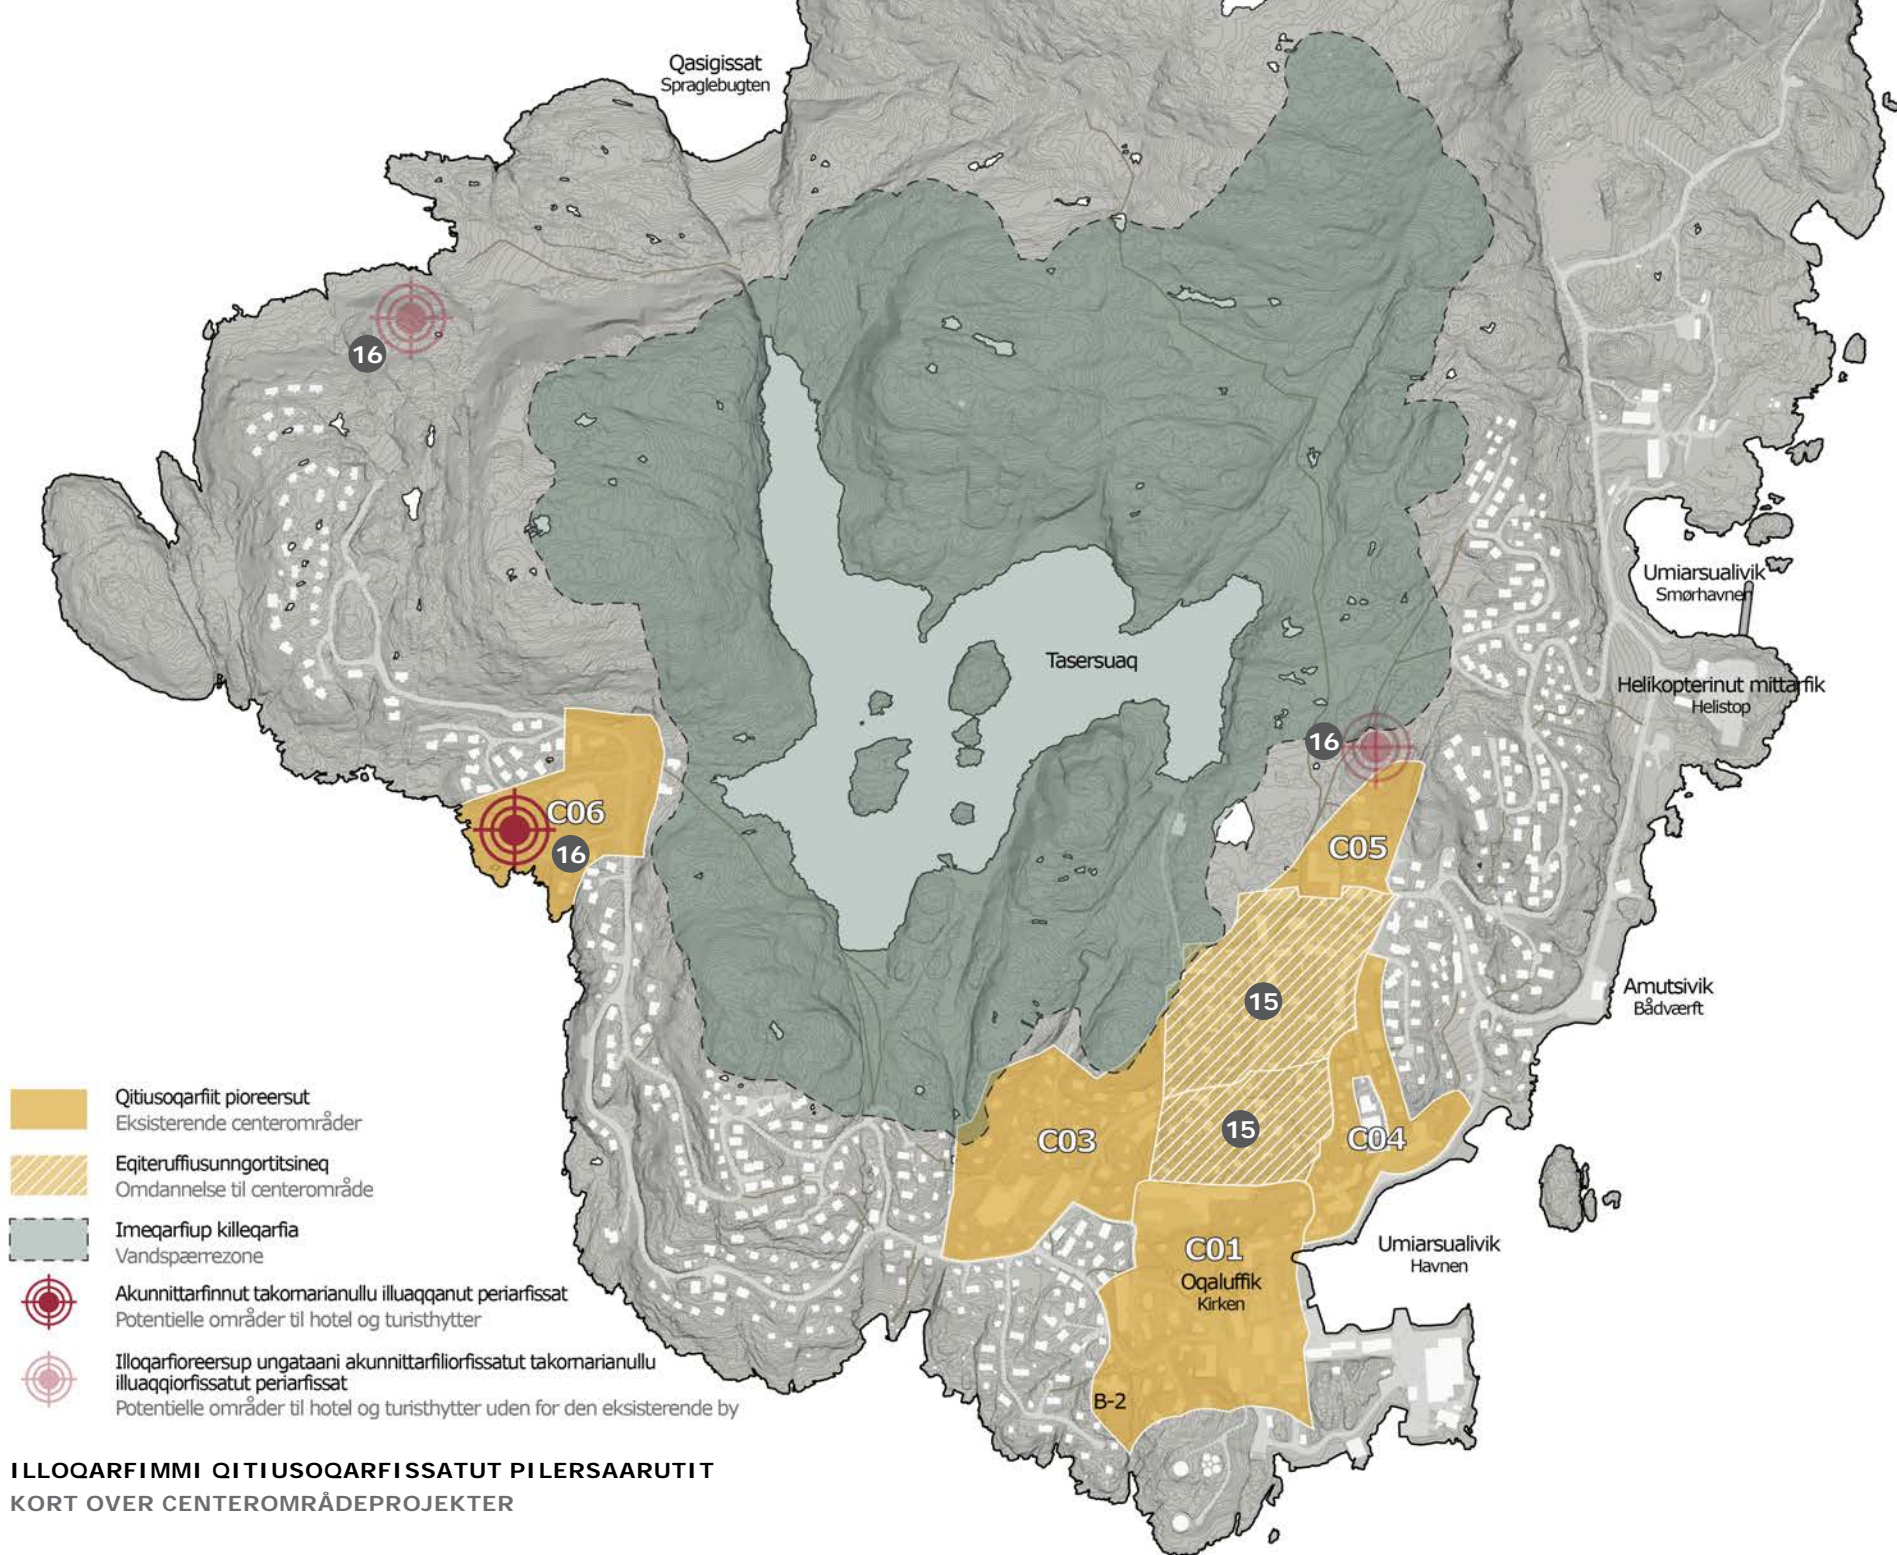 Qasigissat
Spraglebugten
16
Umiarsualivik
Smørhavnen
Tasersuaq
Helikopterinut mittarfik
Helistop
16
C06
16
C05
15
Amutsivik
Bådværft
C03
15
C04
C01
Oqaluffik
Kirken
Umiarsualivik
Havnen
B-2
Qitiusoqarfiit pioreersut
Eksisterende centerområder
Eqiteruffiusunngortitsineq
Omdannelse til centerområde
Imeqarfiup killeqarfia
Vandspærrezone
Akunnittarfinnut takornarianullu illuaqqanut periarfissat
Potentielle områder til hotel og turisthytter
Illoqarfioreersup ungataani akunnittarfiliorfissatut takornarianullu
illuaqqiorfissatut periarfissat
Potentielle områder til hotel og turisthytter uden for den eksisterende by
ILLOQARFIMMI QITIUSOQARFISSATUT PILERSAARUTIT
KORT OVER CENTEROMRÅDEPROJEKTER